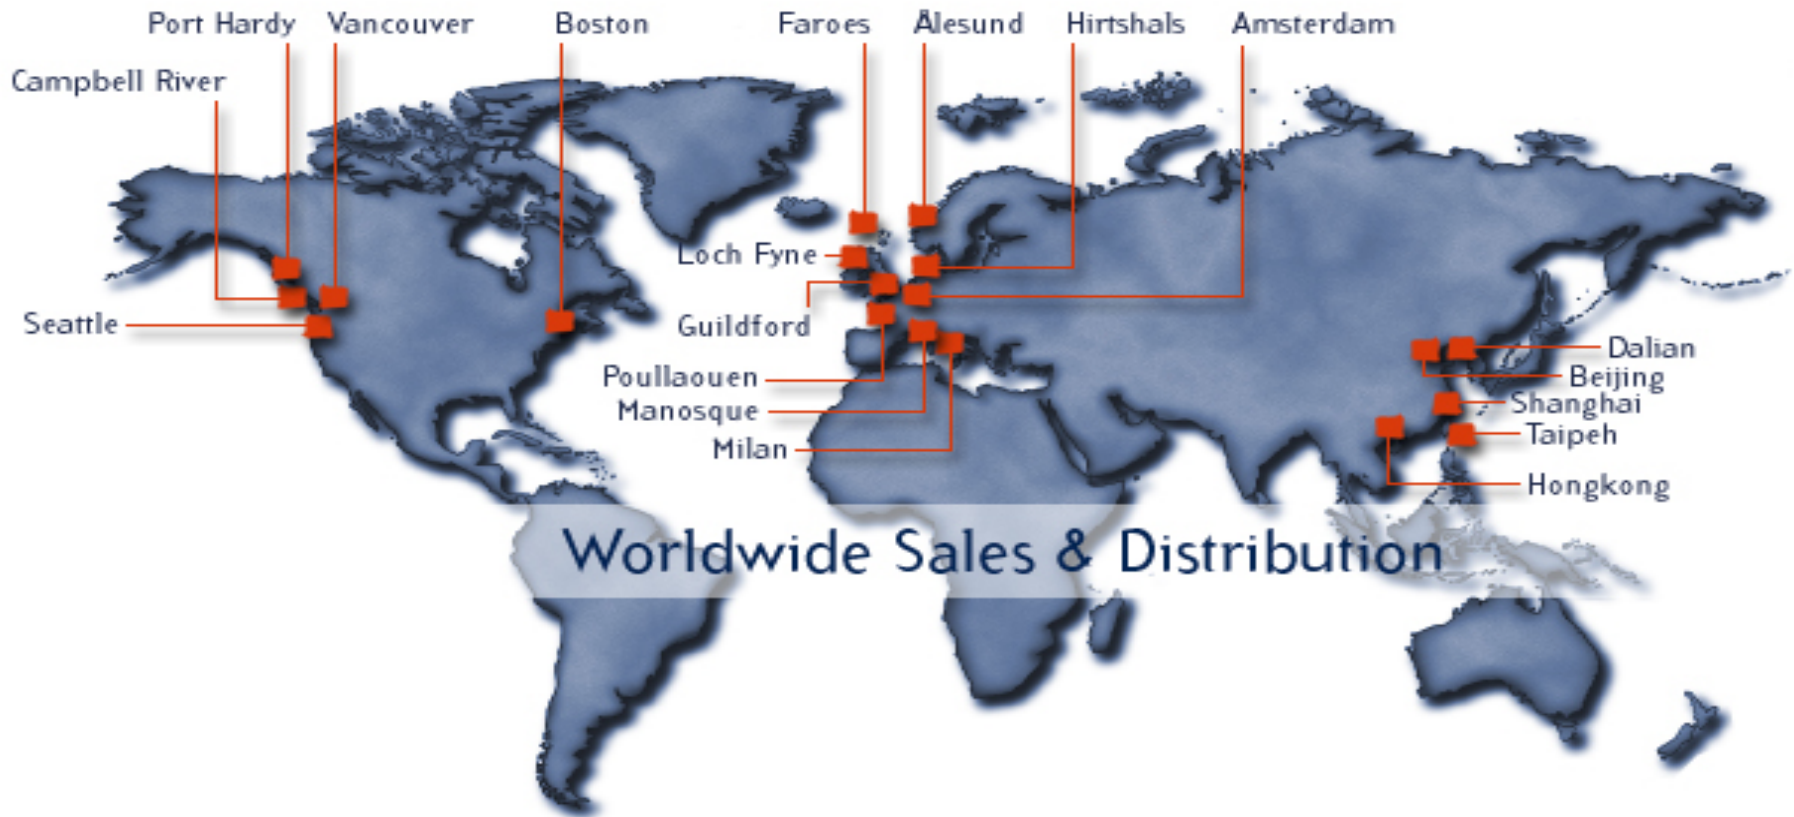 Port Hardy
Vancouver
Boston
Faroes
Ålesund
Hirtshals
Amsterdam
Campbell River
Loch Fyne
Seattle
Guildford
Dalian
Poullaouen
Beijing
Manosque
Shanghai
Milan
Taipeh
Hongkong
Worldwide Sales & Distribution